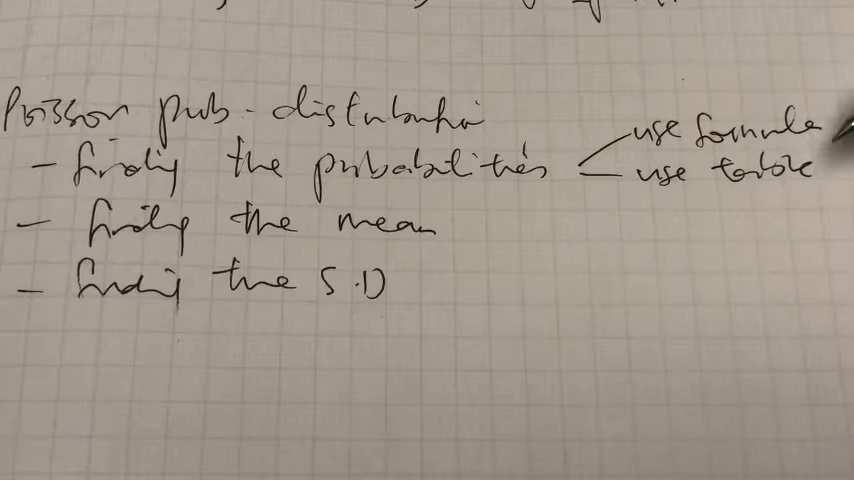 Poisson prob. distribution
- finding the probabilities use formula
use table
- finding the mean
- finding the S.D